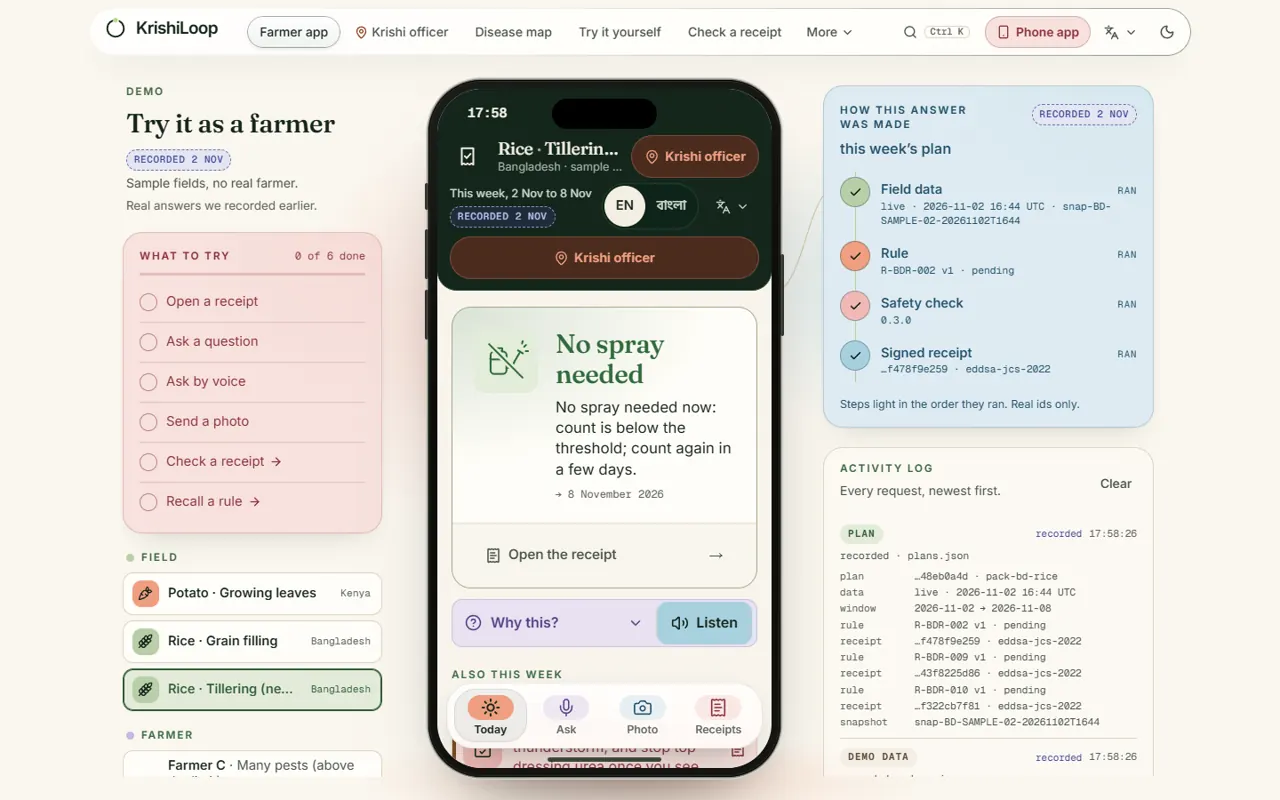 KrishiLoop
Farmer app
Krishi officer
Disease map
Try it yourself
Check a receipt
More
Ctrl K
Phone app
DEMO
Try it as a farmer
RECORDED 2 NOV
Sample fields, no real farmer.
Real answers we recorded earlier.
WHAT TO TRY
0 of 6 done
Open a receipt
Ask a question
Ask by voice
Send a photo
Check a receipt →
Recall a rule →
FIELD
Potato · Growing leaves
Kenya
Rice · Grain filling
Bangladesh
Rice · Tillering (ne...
Bangladesh
FARMER
Farmer C · Many pests (above
17:58
Rice · Tillerin...
Bangladesh · sample ...
Krishi officer
This week, 2 Nov to 8 Nov
RECORDED 2 NOV
EN
বাংলা
Krishi officer
No spray
needed
No spray needed now:
count is below the
threshold; count again in
a few days.
→ 8 November 2026
Open the receipt →
Why this?
Listen
ALSO THIS WEEK
Today
Ask
Photo
Receipts
thunderstorm, and stop top
dressing urea once you see
HOW THIS ANSWER
WAS MADE
RECORDED 2 NOV
this week's plan
Field data
RAN
live · 2026-11-02 16:44 UTC · snap-BD-
SAMPLE-02-20261102T1644
Rule
RAN
R-BDR-002 v1 · pending
Safety check
RAN
0.3.0
Signed receipt
RAN
…f478f9e259 · eddsa-jcs-2022
Steps light in the order they ran. Real ids only.
ACTIVITY LOG
Every request, newest first.
Clear
PLAN
recorded 17:58:26
recorded · plans.json
plan …48eb0a4d · pack-bd-rice
data live · 2026-11-02 16:44 UTC
window 2026-11-02 → 2026-11-08
rule R-BDR-002 v1 · pending
receipt …f478f9e259 · eddsa-jcs-2022
rule R-BDR-009 v1 · pending
receipt …43f8225d86 · eddsa-jcs-2022
rule R-BDR-010 v1 · pending
receipt …f322cb7f81 · eddsa-jcs-2022
snapshot snap-BD-SAMPLE-02-20261102T1644
DEMO DATA
recorded 17:58:26